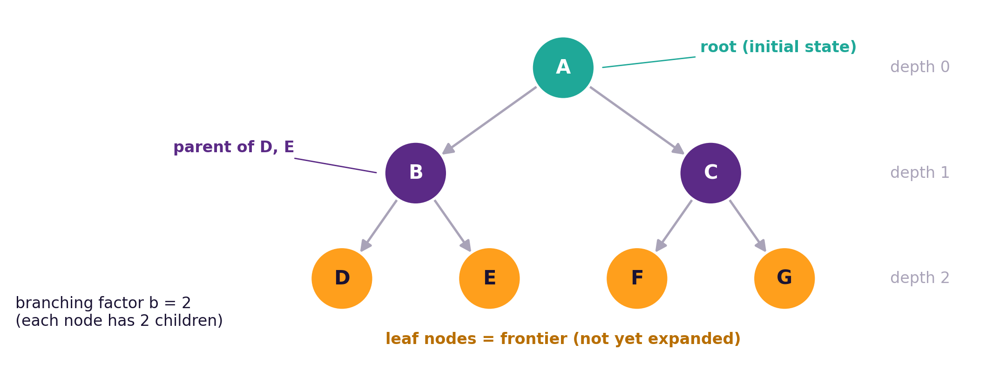 A
root (initial state)
depth 0
parent of D, E
B
C
depth 1
D
E
F
G
depth 2
branching factor b = 2
(each node has 2 children)
leaf nodes = frontier (not yet expanded)